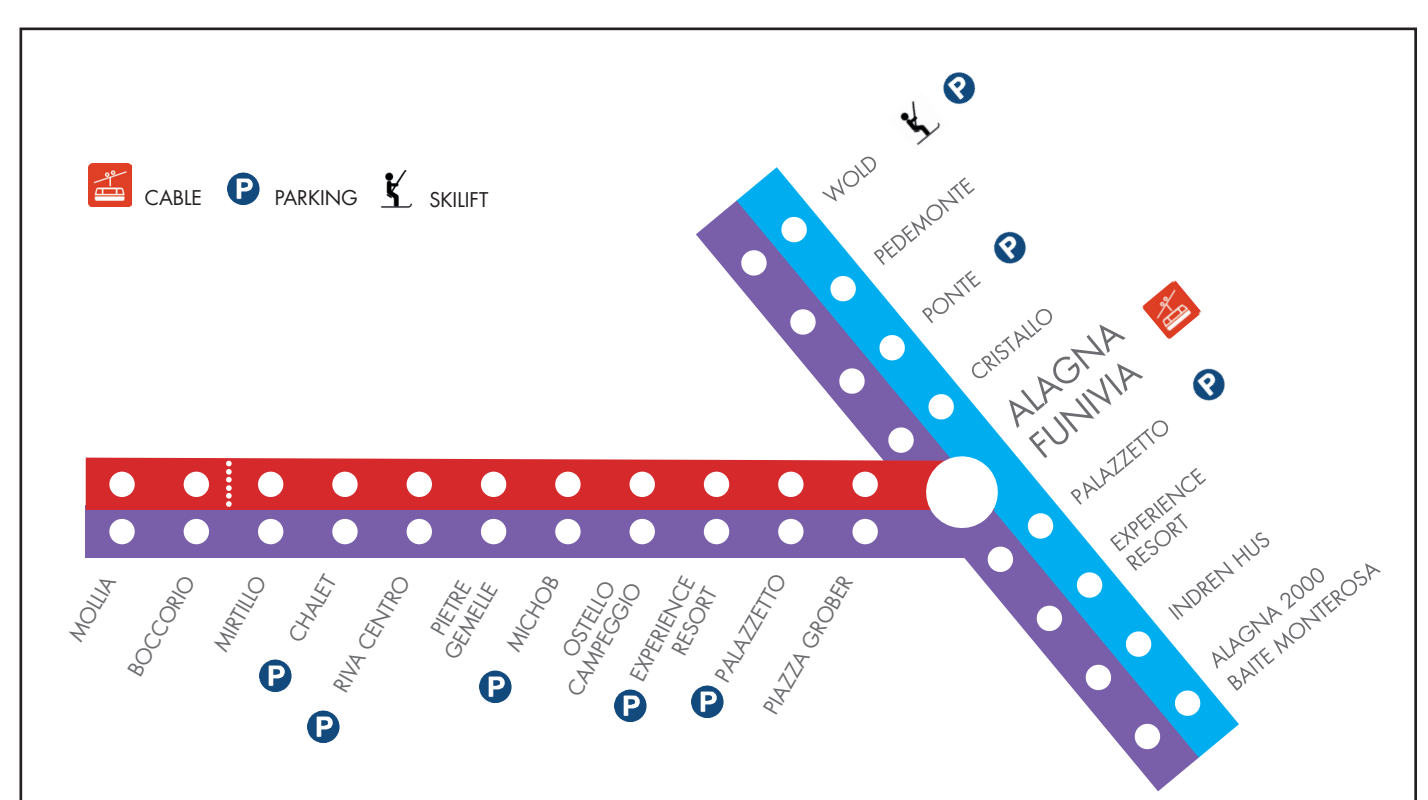 CABLE
P
PARKING
SKILIFT
P
WOLD
PEDEMONTE
P
PONTE
CRISTALLO
ALAGNA
FUNIVIA
P
PALAZZETTO
EXPERIENCE
RESORT
INDREN HUS
ALAGNA 2000
BAITE MONTEROSA
MOLLIA
BOCCORIO
MIRTILLO
CHALET
P
RIVA CENTRO
P
PIETRE
GEMELLE
MICHOB
P
OSTELLO
CAMPEGGIO
EXPERIENCE
RESORT
P
PALAZZETTO
P
PIAZZA GROBER